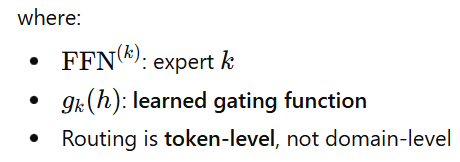 where:
• FFN^(k): expert k
• g_k(h): learned gating function
• Routing is token-level, not domain-level